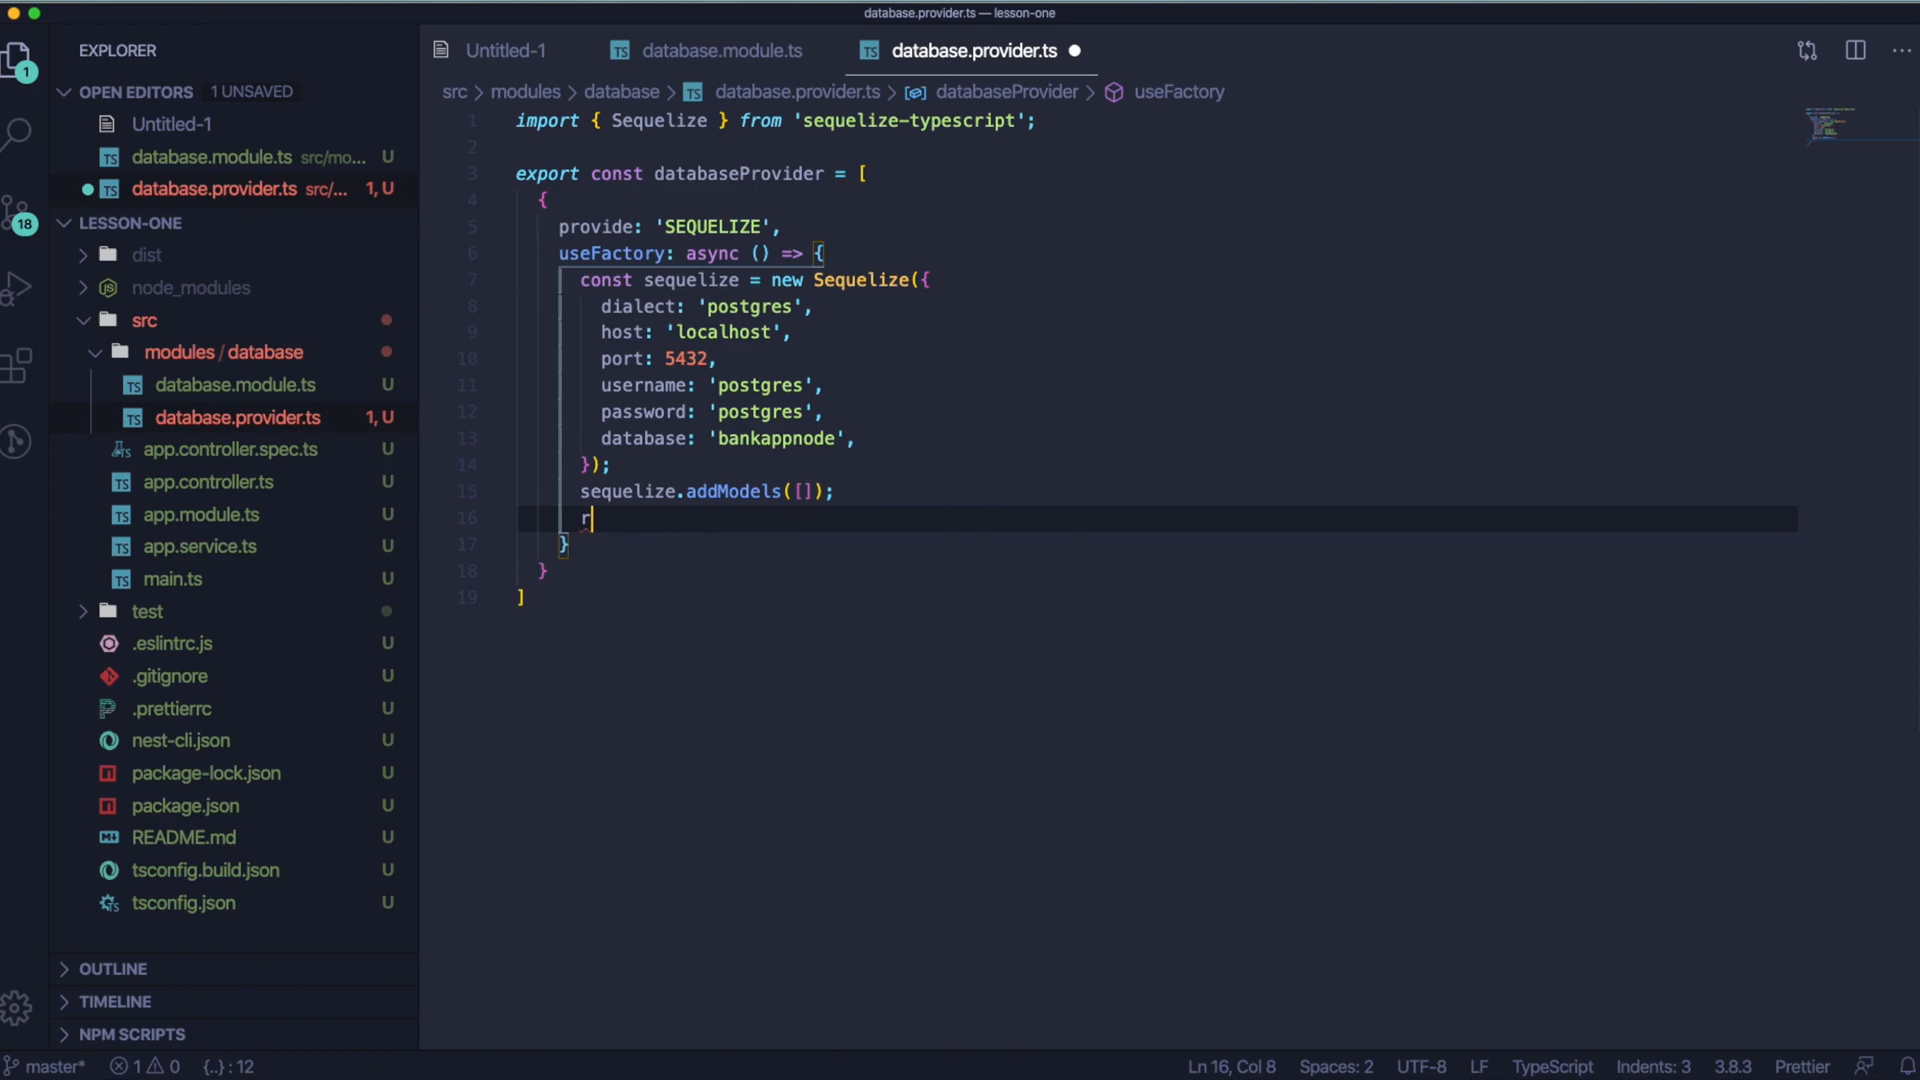 database.provider.ts — lesson-one
EXPLORER
OPEN EDITORS 1 UNSAVED
Untitled-1
database.module.ts src/mo... U
database.provider.ts src/... 1, U
LESSON-ONE
dist
node_modules
src
modules / database
database.module.ts U
database.provider.ts 1, U
app.controller.spec.ts U
app.controller.ts U
app.module.ts U
app.service.ts U
main.ts U
test
.eslintrc.js U
.gitignore U
.prettierrc U
nest-cli.json U
package-lock.json U
package.json U
README.md U
tsconfig.build.json U
tsconfig.json U
OUTLINE
TIMELINE
NPM SCRIPTS
1
18
Untitled-1 TS database.module.ts TS database.provider.ts
src > modules > database > TS database.provider.ts > databaseProvider > useFactory
1 import { Sequelize } from 'sequelize-typescript';
2
3 export const databaseProvider = [
4 {
5 provide: 'SEQUELIZE',
6 useFactory: async () => {
7 const sequelize = new Sequelize({
8 dialect: 'postgres',
9 host: 'localhost',
10 port: 5432,
11 username: 'postgres',
12 password: 'postgres',
13 database: 'bankappnode',
14 });
15 sequelize.addModels([]);
16 r
17 }
18 }
19 ]
master* 1 0 {..} : 12 Ln 16, Col 8 Spaces: 2 UTF-8 LF TypeScript Indents: 3 3.8.3 Prettier